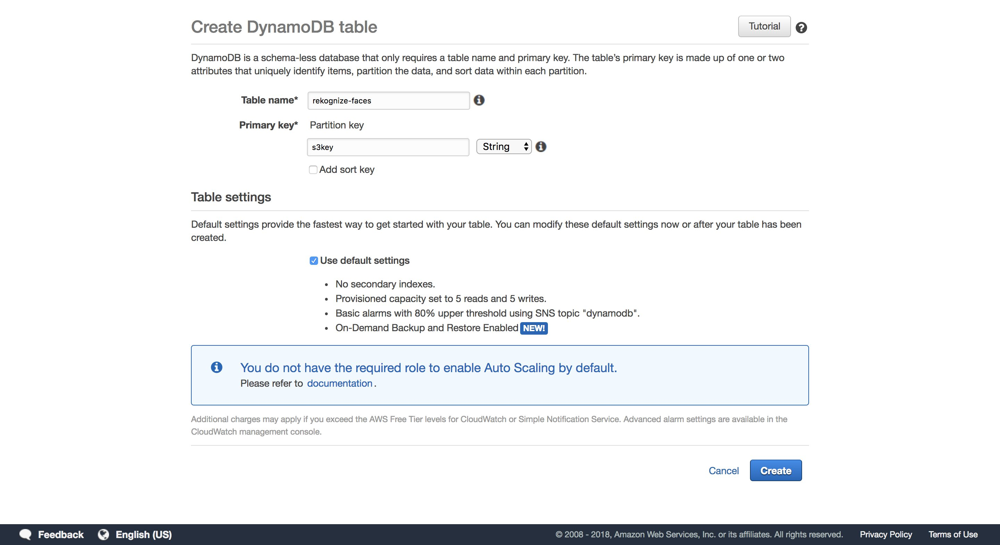 Create DynamoDB table
Tutorial
DynamoDB is a schema-less database that only requires a table name and primary key. The table’s primary key is made up of one or two
attributes that uniquely identify items, partition the data, and sort data within each partition.
Table name* rekognize-faces
Primary key* Partition key
s3key String
Add sort key
Table settings
Default settings provide the fastest way to get started with your table. You can modify these default settings now or after your table has been
created.
Use default settings
• No secondary indexes.
• Provisioned capacity set to 5 reads and 5 writes.
• Basic alarms with 80% upper threshold using SNS topic "dynamodb".
• On-Demand Backup and Restore Enabled NEW!
You do not have the required role to enable Auto Scaling by default.
Please refer to documentation.
Additional charges may apply if you exceed the AWS Free Tier levels for CloudWatch or Simple Notification Service. Advanced alarm settings are available in the
CloudWatch management console.
Cancel Create
Feedback English (US) © 2008 - 2018, Amazon Web Services, Inc. or its affiliates. All rights reserved. Privacy Policy Terms of Use